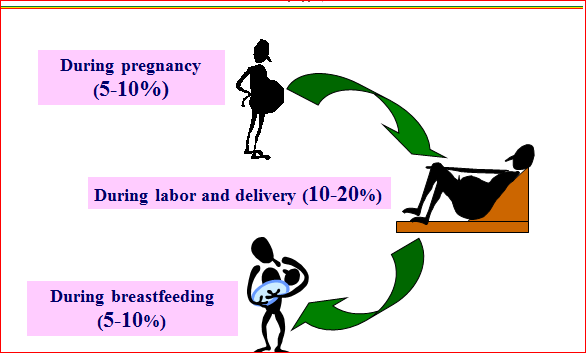 During pregnancy
(5-10%)
During labor and delivery (10-20%)
During breastfeeding
(5-10%)